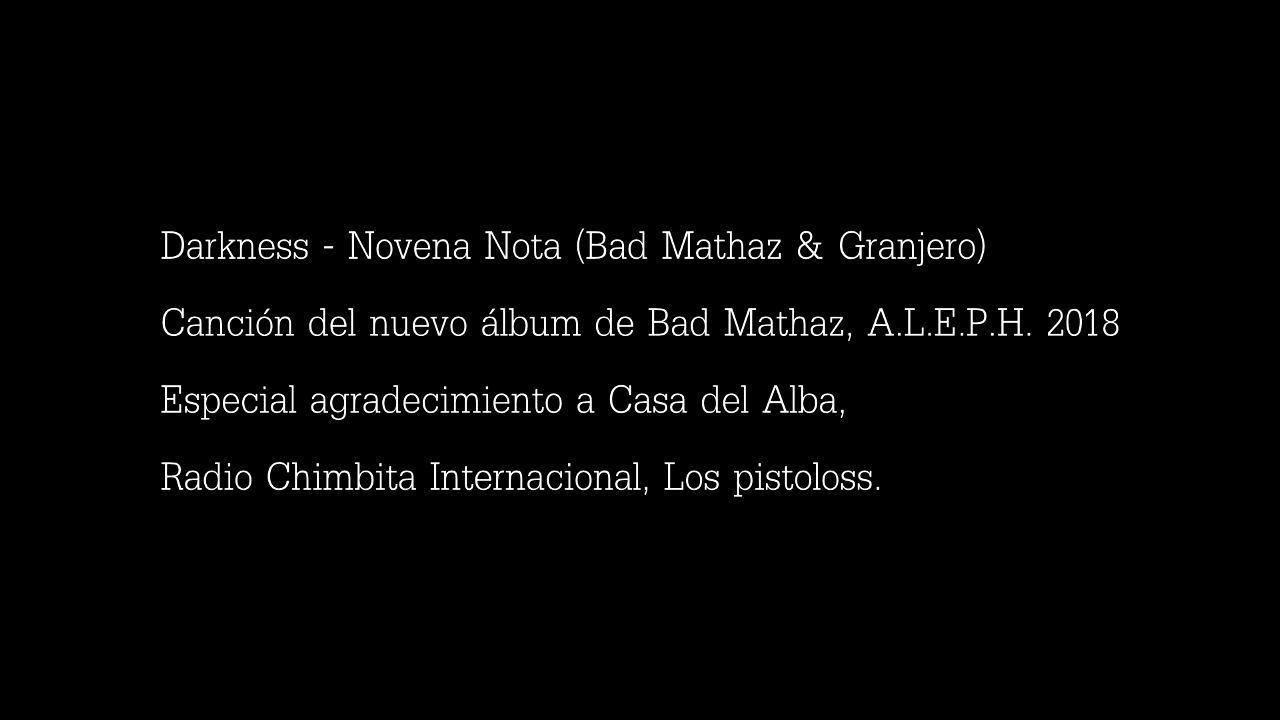 Darkness - Novena Nota (Bad Mathaz & Granjero)
Canción del nuevo álbum de Bad Mathaz, A.L.E.P.H. 2018
Especial agradecimiento a Casa del Alba,
Radio Chimbita Internacional, Los pistoloss.